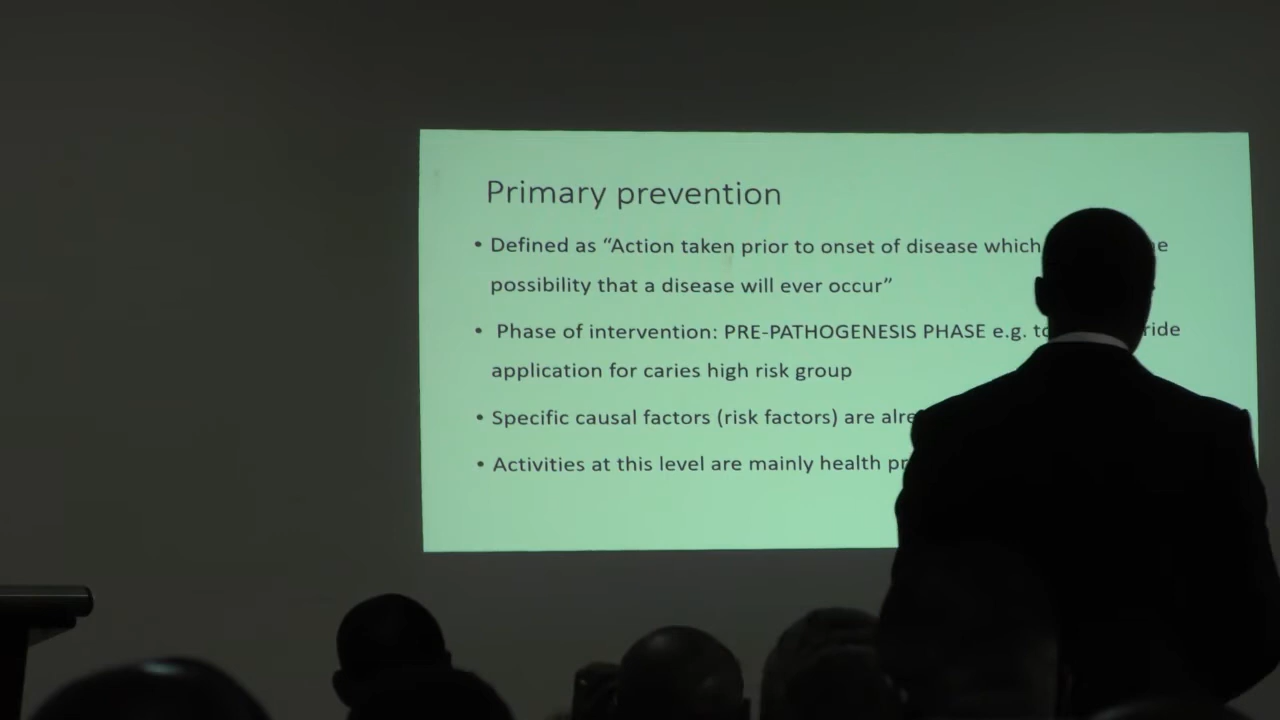 Primary prevention
• Defined as “Action taken prior to onset of disease which
possibility that a disease will ever occur”
• Phase of intervention: PRE-PATHOGENESIS PHASE e.g.
application for caries high risk group
• Specific causal factors (risk factors) are
• Activities at this level are mainly health